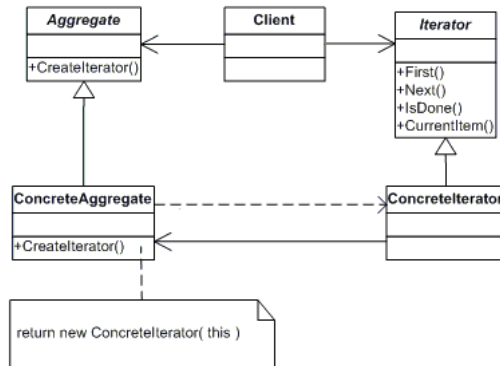 Aggregate
+CreateIterator()
Client
Iterator
+First()
+Next()
+IsDone()
+CurrentItem()
ConcreteAggregate
+CreateIterator()
ConcreteIterator
return new ConcreteIterator( this )